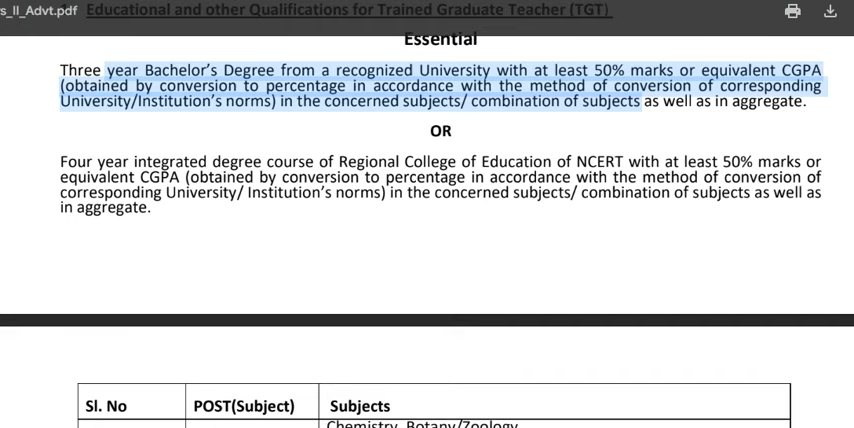 s_II_Advt.pdf
Educational and other Qualifications for Trained Graduate Teacher (TGT)
Essential
Three year Bachelor’s Degree from a recognized University with at least 50% marks or equivalent CGPA
(obtained by conversion to percentage in accordance with the method of conversion of corresponding
University/Institution’s norms) in the concerned subjects/ combination of subjects as well as in aggregate.
OR
Four year integrated degree course of Regional College of Education of NCERT with at least 50% marks or
equivalent CGPA (obtained by conversion to percentage in accordance with the method of conversion of
corresponding University/ Institution’s norms) in the concerned subjects/ combination of subjects as well as
in aggregate.
Sl. No POST(Subject) Subjects
Chemistry, Botany/Zoology